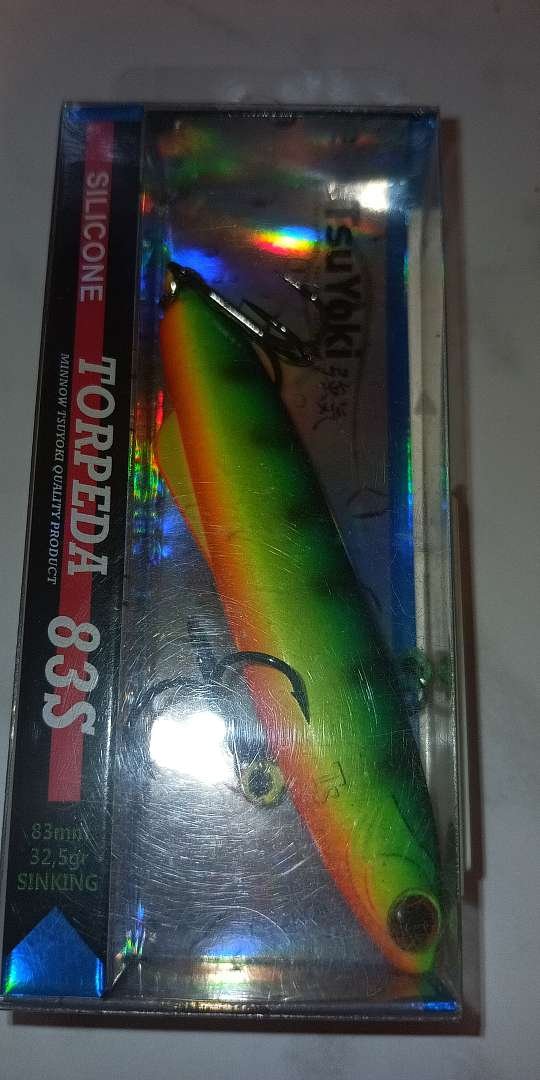 SILICONE
TORPEDA 83S
MINNOW TSUYOKI QUALITY PRODUCT
83mm
32,5gr
SINKING
TsuYoki